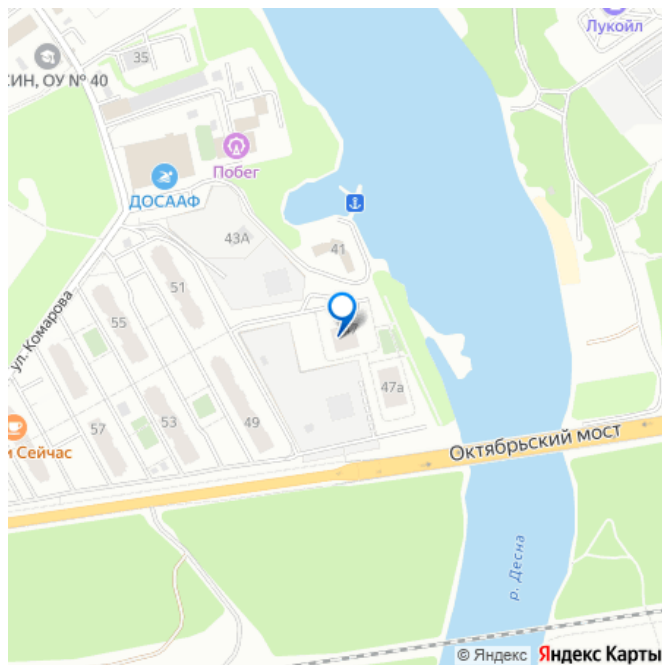 Лукойл
35
СИН, ОУ № 40
Побег
ДОСААФ
43А
41
51
ул. Комарова
55
47а
53
49
57
и Сейчас
Октябрьский мост
р. Десна
© Яндекс Яндекс Карты